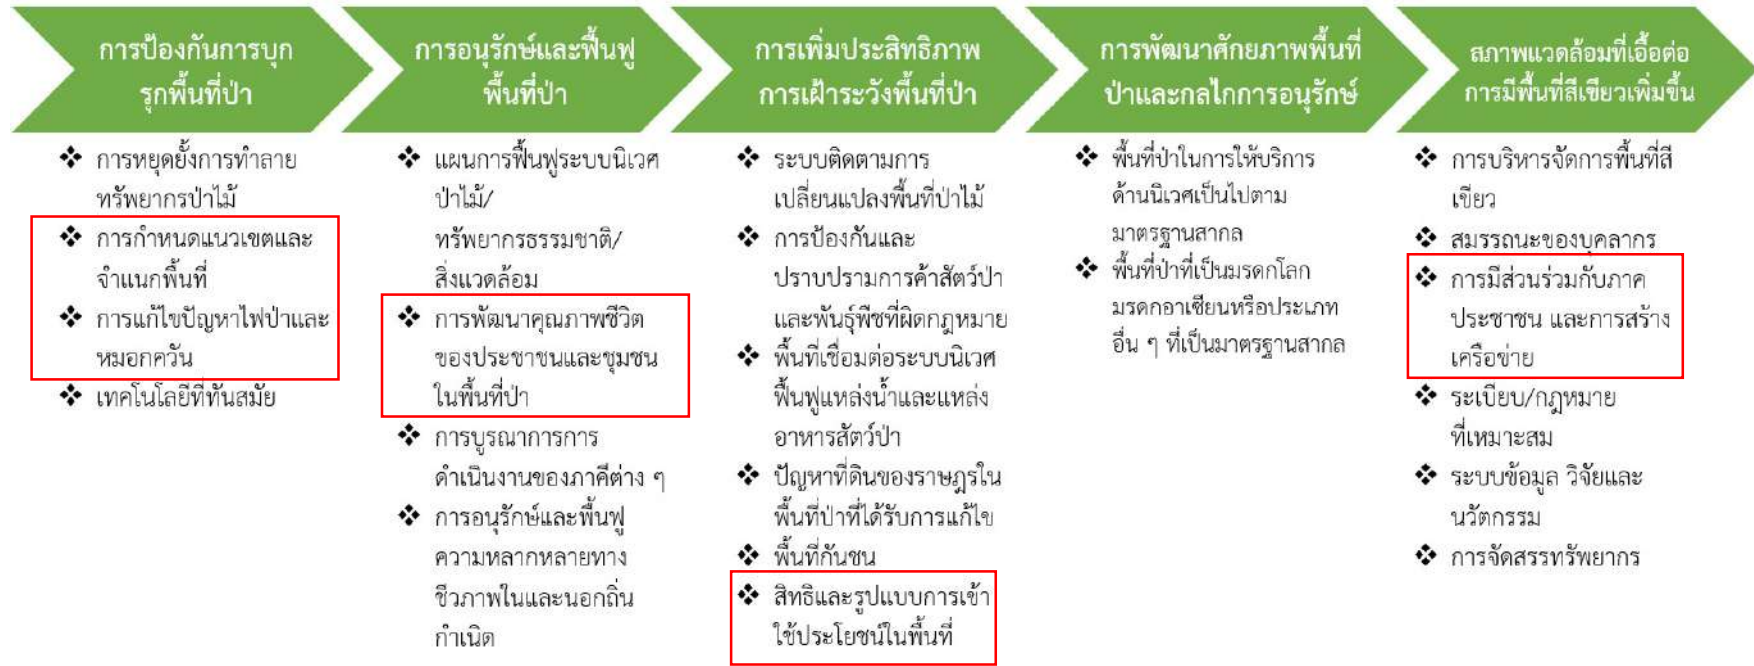 การป้องกันการบุก
รุกพื้นที่ป่า
การอนุรักษ์และฟื้นฟู
พื้นที่ป่า
การเพิ่มประสิทธิภาพ
การเฝ้าระวังพื้นที่ป่า
การพัฒนาศักยภาพพื้นที่
ป่าและกลไกการอนุรักษ์
สภาพแวดล้อมที่เอื้อต่อ
การมีพื้นที่สีเขียวเพิ่มขึ้น
❖ การหยุดยั้งการทำลาย
ทรัพยากรป่าไม้
❖ การกำหนดแนวเขตและ
จำแนกพื้นที่
❖ การแก้ไขปัญหาไฟป่าและ
หมอกควัน
❖ เทคโนโลยีที่ทันสมัย
❖ แผนการฟื้นฟูระบบนิเวศ
ป่าไม้/
ทรัพยากรธรรมชาติ/
สิ่งแวดล้อม
❖ การพัฒนาคุณภาพชีวิต
ของประชาชนและชุมชน
ในพื้นที่ป่า
❖ การบูรณาการการ
ดำเนินงานของภาคีต่าง ๆ
❖ การอนุรักษ์และฟื้นฟู
ความหลากหลายทาง
ชีวภาพในและนอกถิ่น
กำเนิด
❖ ระบบติดตามการ
เปลี่ยนแปลงพื้นที่ป่าไม้
❖ การป้องกันและ
ปราบปรามการค้าสัตว์ป่า
และพันธุ์พืชที่ผิดกฎหมาย
❖ พื้นที่เชื่อมต่อระบบนิเวศ
ฟื้นฟูแหล่งน้ำและแหล่ง
อาหารสัตว์ป่า
❖ ปัญหาที่ดินของราษฎรใน
พื้นที่ป่าที่ได้รับการแก้ไข
❖ พื้นที่กันชน
❖ สิทธิและรูปแบบการเข้า
ใช้ประโยชน์ในพื้นที่
❖ พื้นที่ป่าในการให้บริการ
ด้านนิเวศเป็นไปตาม
มาตรฐานสากล
❖ พื้นที่ป่าที่เป็นมรดกโลก
มรดกอาเซียนหรือประเภท
อื่น ๆ ที่เป็นมาตรฐานสากล
❖ การบริหารจัดการพื้นที่สี
เขียว
❖ สมรรถนะของบุคลากร
❖ การมีส่วนร่วมกับภาค
ประชาชน และการสร้าง
เครือข่าย
❖ ระเบียบ/กฎหมาย
ที่เหมาะสม
❖ ระบบข้อมูล วิจัยและ
นวัตกรรม
❖ การจัดสรรทรัพยากร